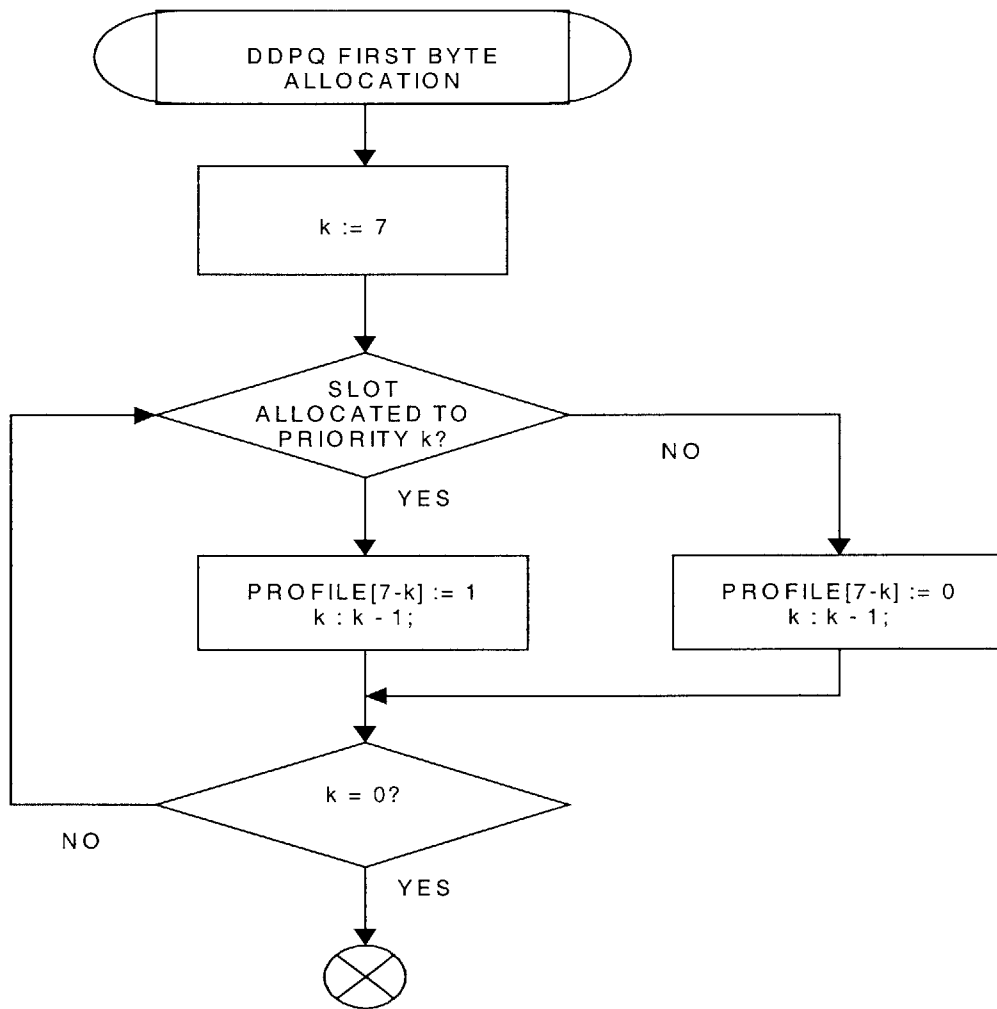 DDPQ FIRST BYTE
ALLOCATION
k := 7
SLOT
ALLOCATED TO
PRIORITY k?
NO
YES
PROFILE[7-k] := 1
k : k - 1;
PROFILE[7-k] := 0
k : k - 1;
k = 0?
NO
YES